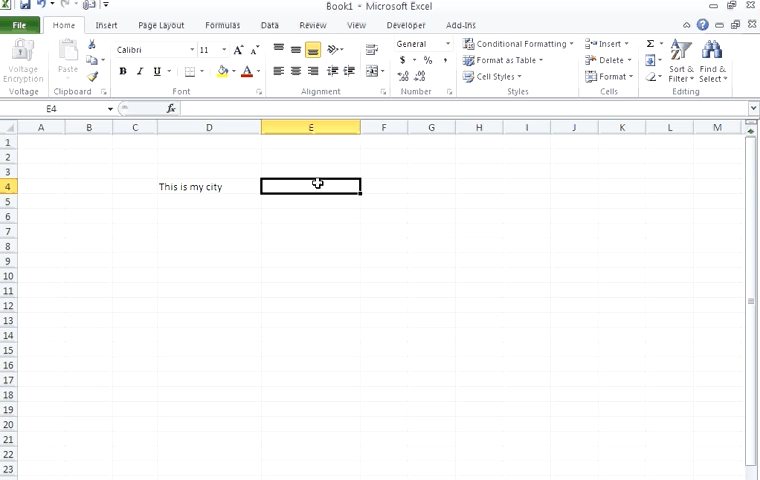 Book1 - Microsoft Excel
File Home Insert Page Layout Formulas Data Review View Developer Add-Ins
Voltage Encryption
Paste
Calibri 11 A A
B I U A
General
$ % ,
Conditional Formatting
Format as Table
Cell Styles
Insert
Delete
Format
Σ
Sort & Filter
Find & Select
Voltage Clipboard Font Alignment Number Styles Cells Editing
E4 fx
A B C D E F G H I J K L M
1
2
3
4 This is my city
5
6
7
8
9
10
11
12
13
14
15
16
17
18
19
20
21
22
23